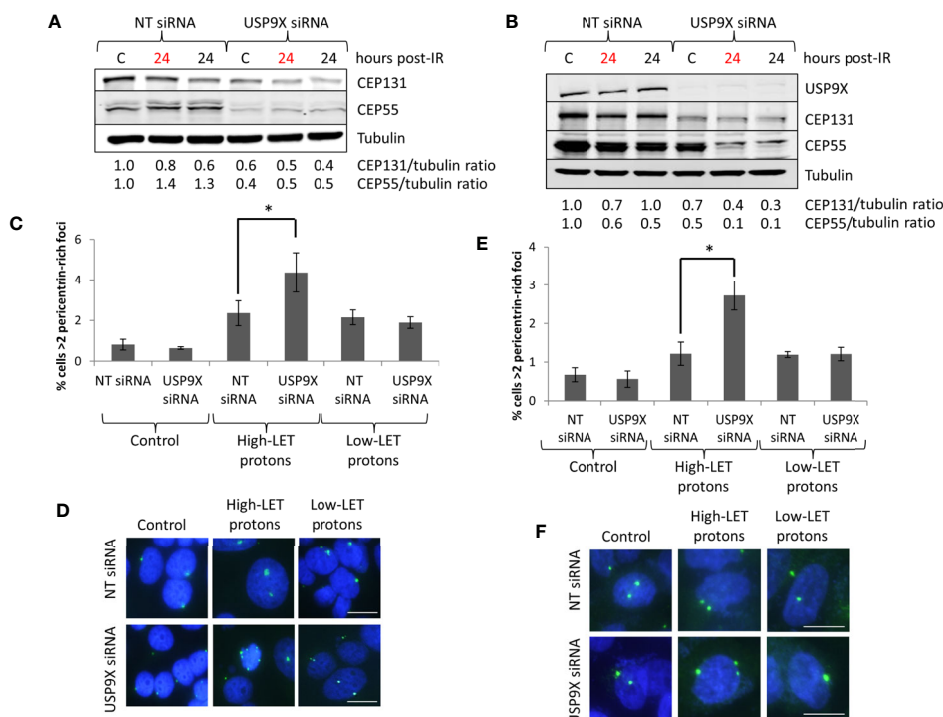 A
NT siRNA USP9X siRNA
C 24 24 C 24 24 hours post-IR
CEP131
CEP55
Tubulin
1.0 0.8 0.6 0.6 0.5 0.4 CEP131/tubulin ratio
1.0 1.4 1.3 0.4 0.5 0.5 CEP55/tubulin ratio
B
NT siRNA USP9X siRNA
C 24 24 C 24 24 hours post-IR
USP9X
CEP131
CEP55
Tubulin
1.0 0.7 1.0 0.7 0.4 0.3 CEP131/tubulin ratio
1.0 0.6 0.5 0.5 0.1 0.1 CEP55/tubulin ratio
C
% cells >2 pericentrin-rich foci
6
4
2
0
*
NT siRNA USP9X NT USP9X NT USP9X
siRNA siRNA siRNA siRNA siRNA
Control High-LET Low-LET
protons protons
E
% cells >2 pericentrin-rich foci
4
2
0
*
NT USP9X NT USP9X NT USP9X
siRNA siRNA siRNA siRNA siRNA siRNA
Control High-LET Low-LET
protons protons
D
Control High-LET Low-LET
protons protons
NT siRNA
USP9X siRNA
F
Control High-LET Low-LET
protons protons
NT siRNA
USP9X siRNA